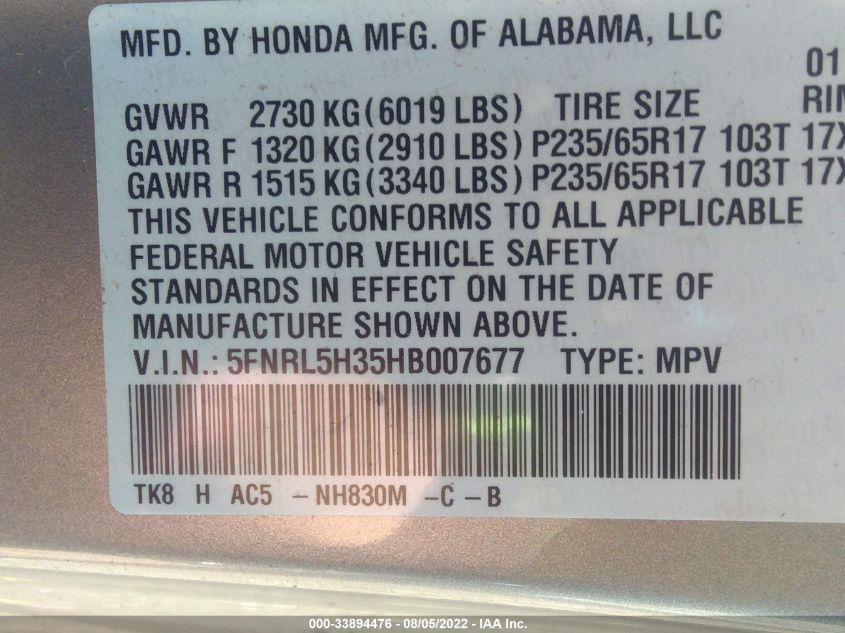 MFD. BY HONDA MFG. OF ALABAMA, LLC
01
GVWR 2730 KG(6019 LBS) TIRE SIZE RIM
GAWR F 1320 KG(2910 LBS) P235/65R17 103T 17X
GAWR R 1515 KG(3340 LBS) P235/65R17 103T 17X
THIS VEHICLE CONFORMS TO ALL APPLICABLE
FEDERAL MOTOR VEHICLE SAFETY
STANDARDS IN EFFECT ON THE DATE OF
MANUFACTURE SHOWN ABOVE.
V.I.N.: 5FNRL5H35HB007677 TYPE: MPV
TK8 H AC5 -NH830M -C -B
000-33894476 - 08/05/2022 - IAA Inc.